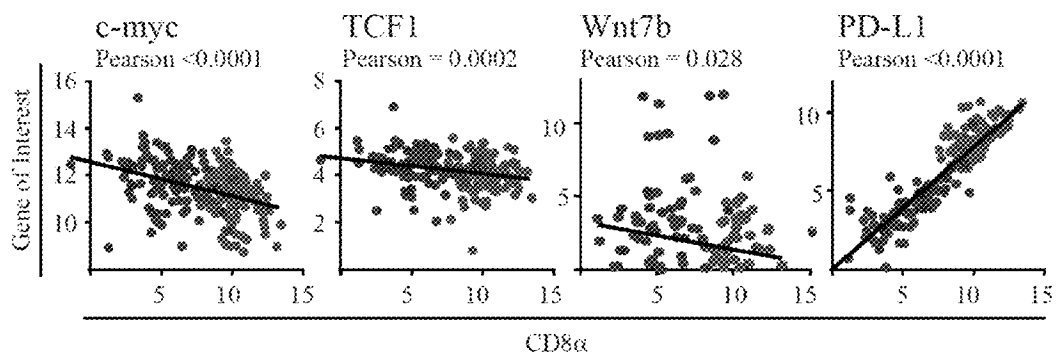 c-myc TCF1 Wnt7b PD-L1
Pearson <0.0001 Pearson = 0.0002 Pearson = 0.028 Pearson <0.0001
16 8
14 6 10 10
12 4
5 5
10 2
5 10 15 5 10 15 5 10 15 5 10 15
Gene of Interest
CD8α